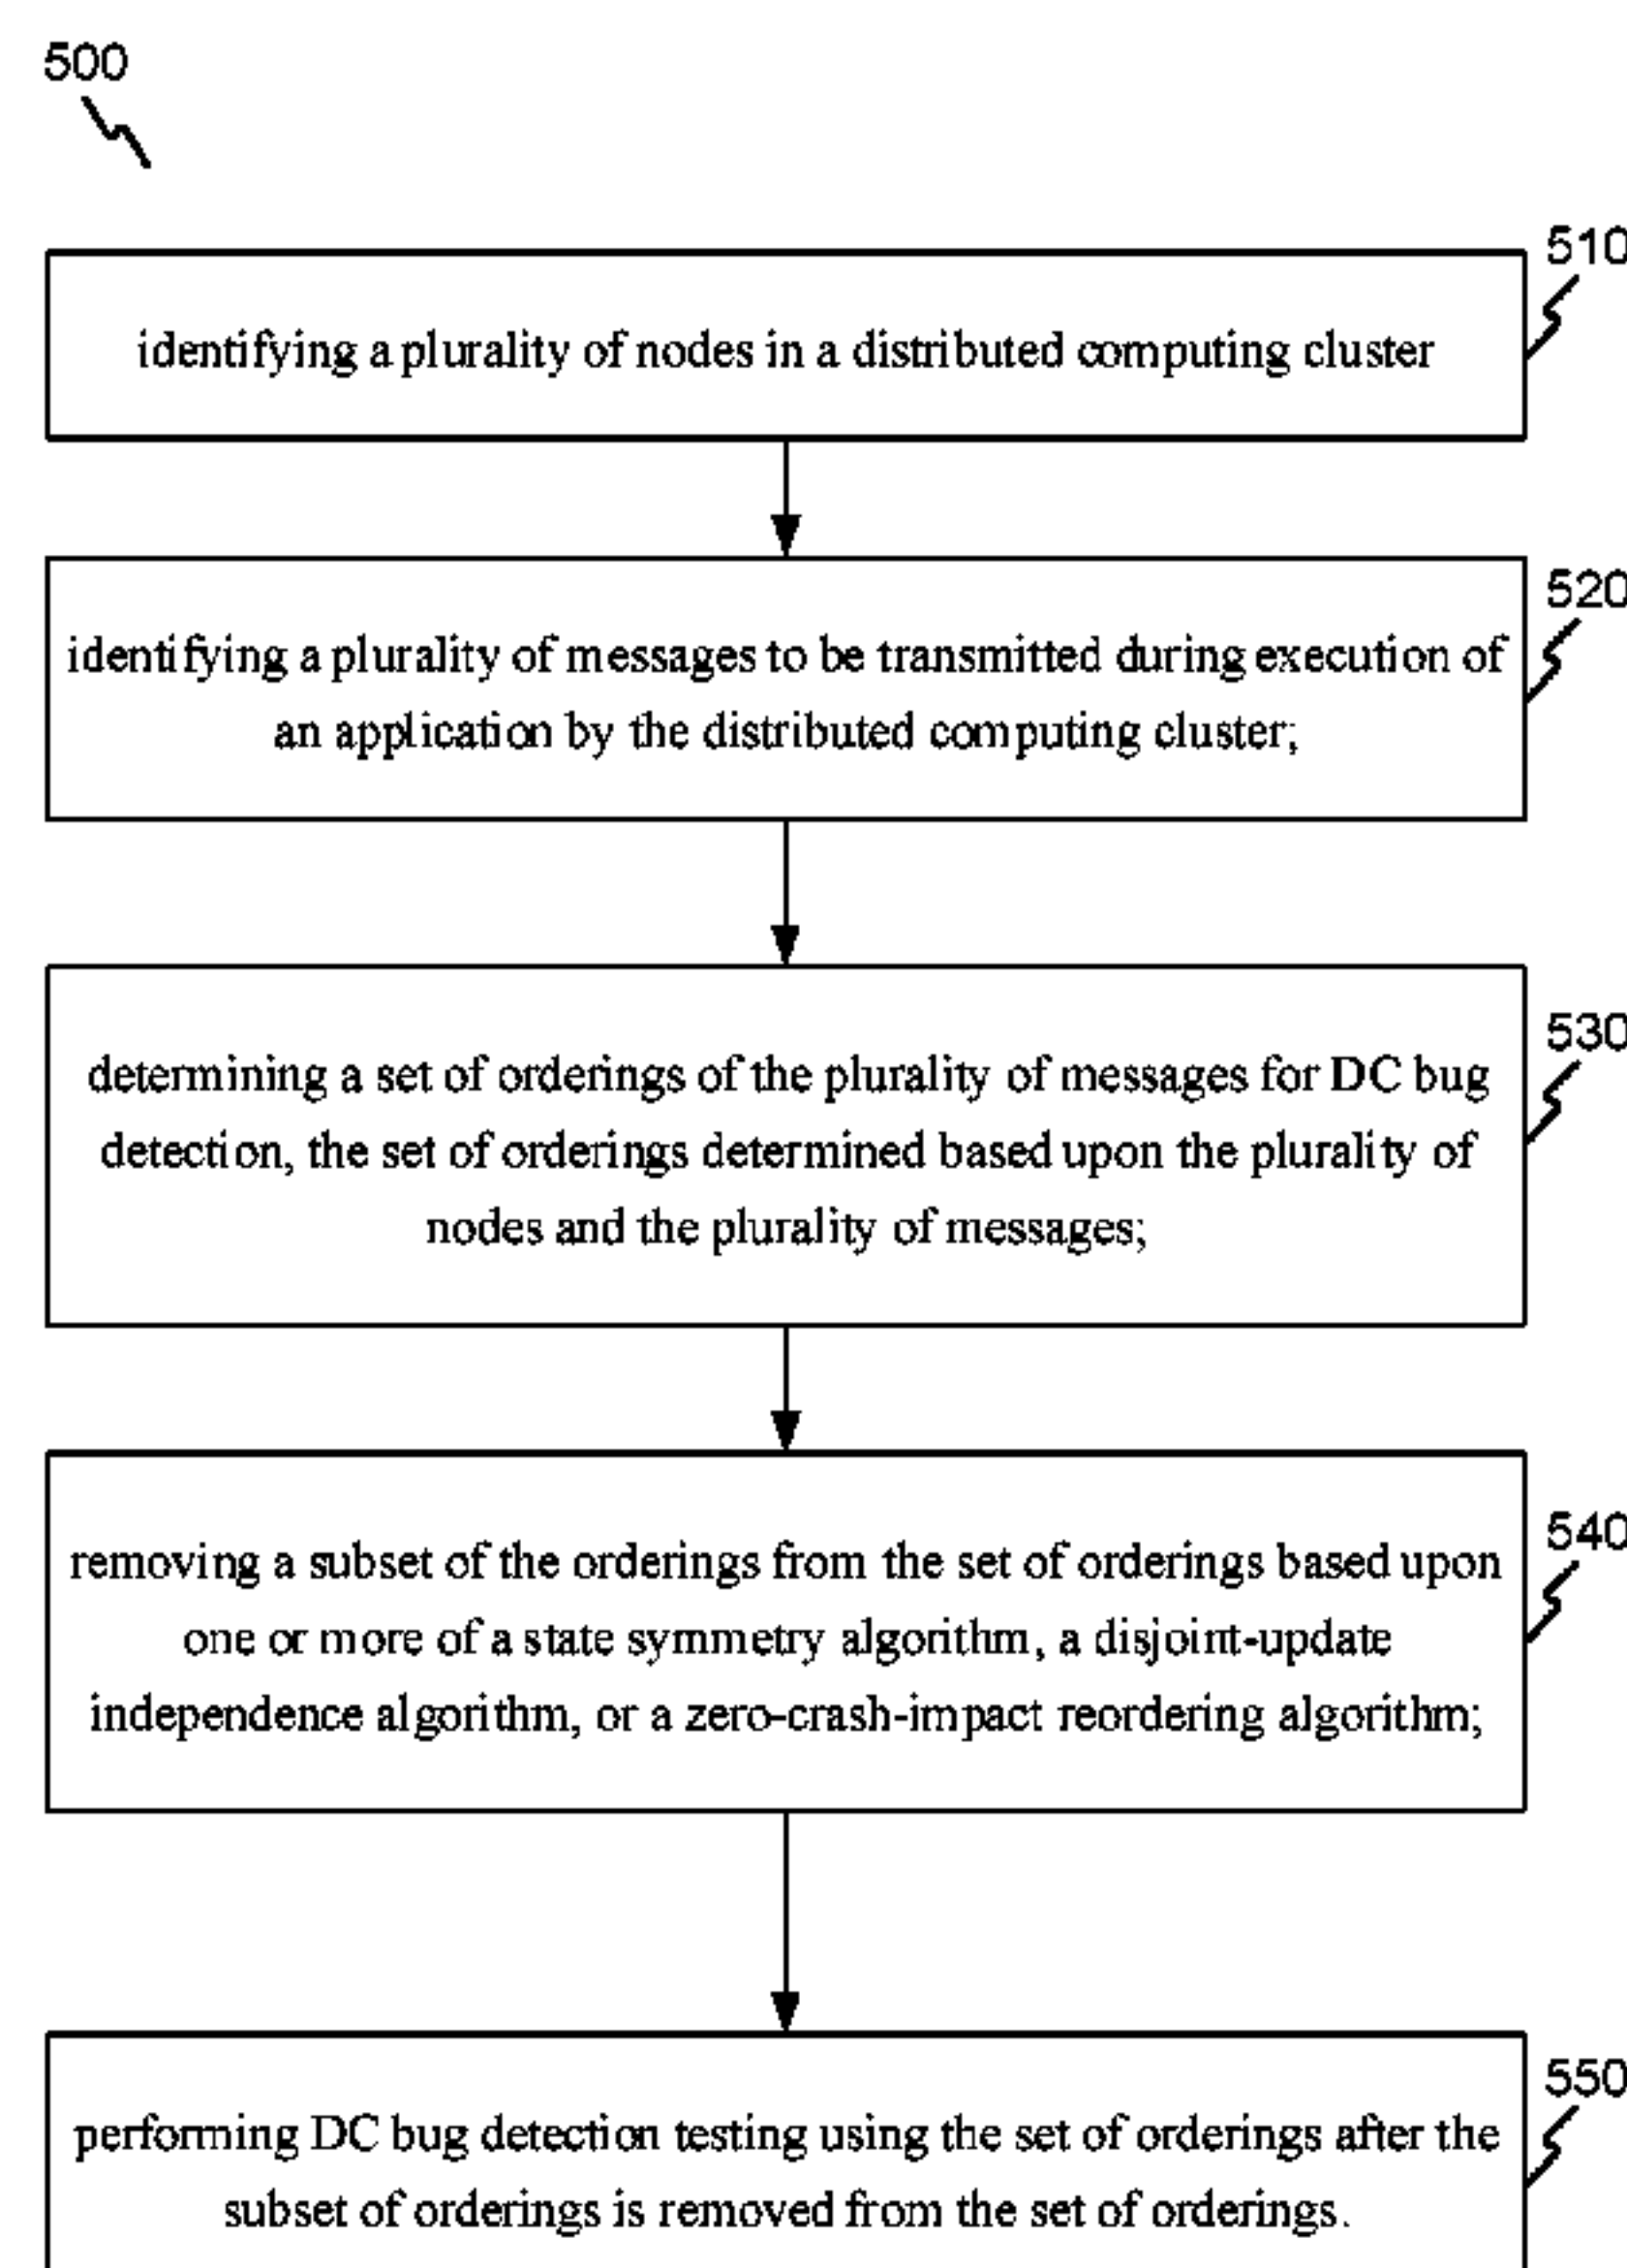 500
510
identifying a plurality of nodes in a distributed computing cluster
520
identifying a plurality of messages to be transmitted during execution of
an application by the distributed computing cluster;
530
determining a set of orderings of the plurality of messages for DC bug
detection, the set of orderings determined based upon the plurality of
nodes and the plurality of messages;
540
removing a subset of the orderings from the set of orderings based upon
one or more of a state symmetry algorithm, a disjoint-update
independence algorithm, or a zero-crash-impact reordering algorithm;
550
performing DC bug detection testing using the set of orderings after the
subset of orderings is removed from the set of orderings.